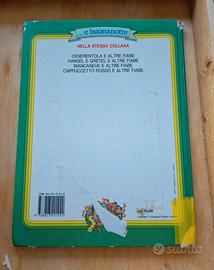 ...e buonanotte
NELLA STESSA COLLANA
CENERENTOLA E ALTRE FIABE
HANSEL E GRETEL E ALTRE FIABE
BIANCANEVE E ALTRE FIABE
CAPPUCCETTO ROSSO E ALTRE FIABE
subito